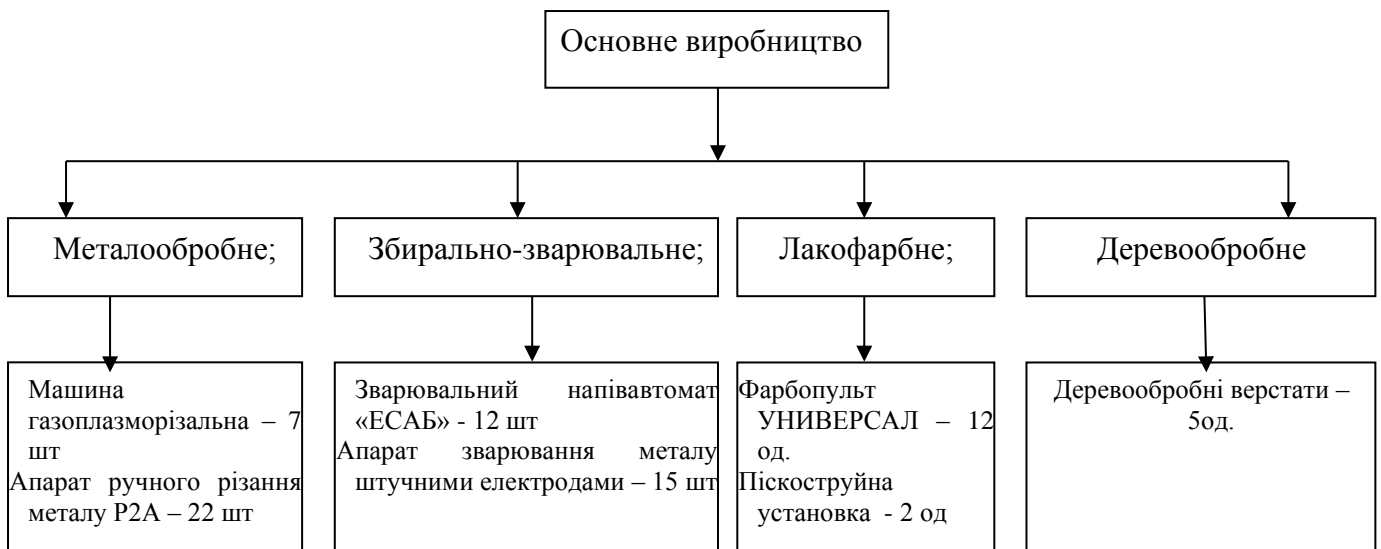 Основне виробництво
Металообробне;
Збирально-зварювальне;
Лакофарбне;
Деревообробне
Машина
газоплазморізальна – 7
шт
Апарат ручного різання
металу Р2А – 22 шт
Зварювальний напівавтомат
«ЕСАБ» - 12 шт
Апарат зварювання металу
штучними електродами – 15 шт
Фарбопульт
УНИВЕРСАЛ – 12
од.
Піскоструйна
установка - 2 од
Деревообробні верстати –
5од.